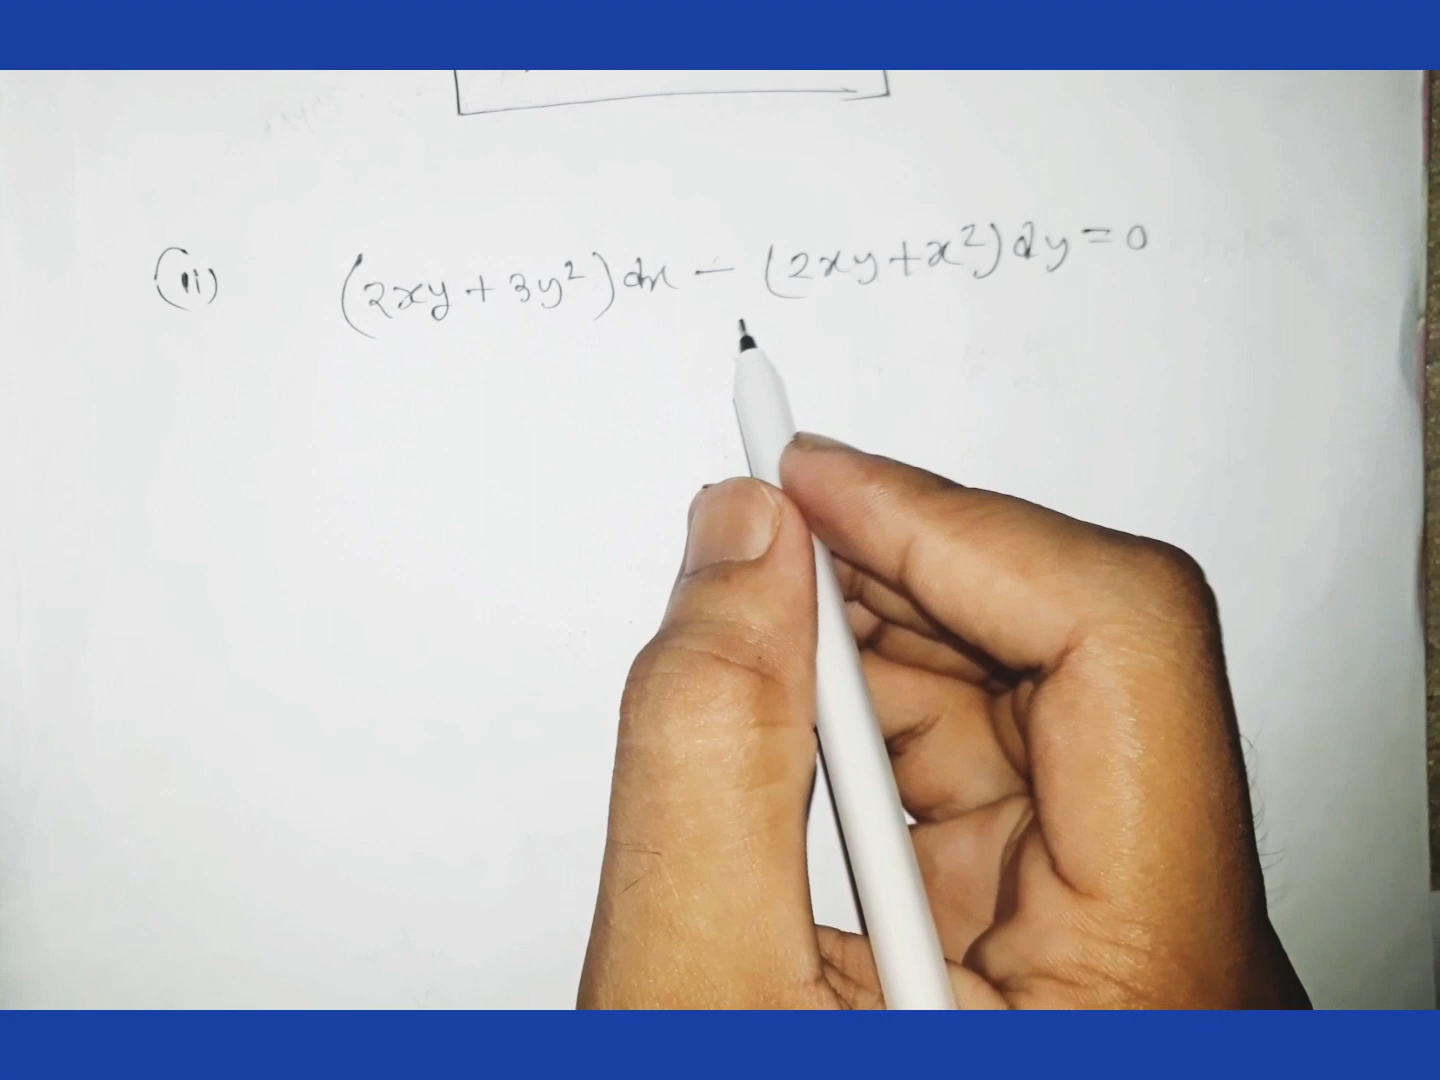 (ii) (2xy + 3y²) dx − (2xy + x²) dy = 0